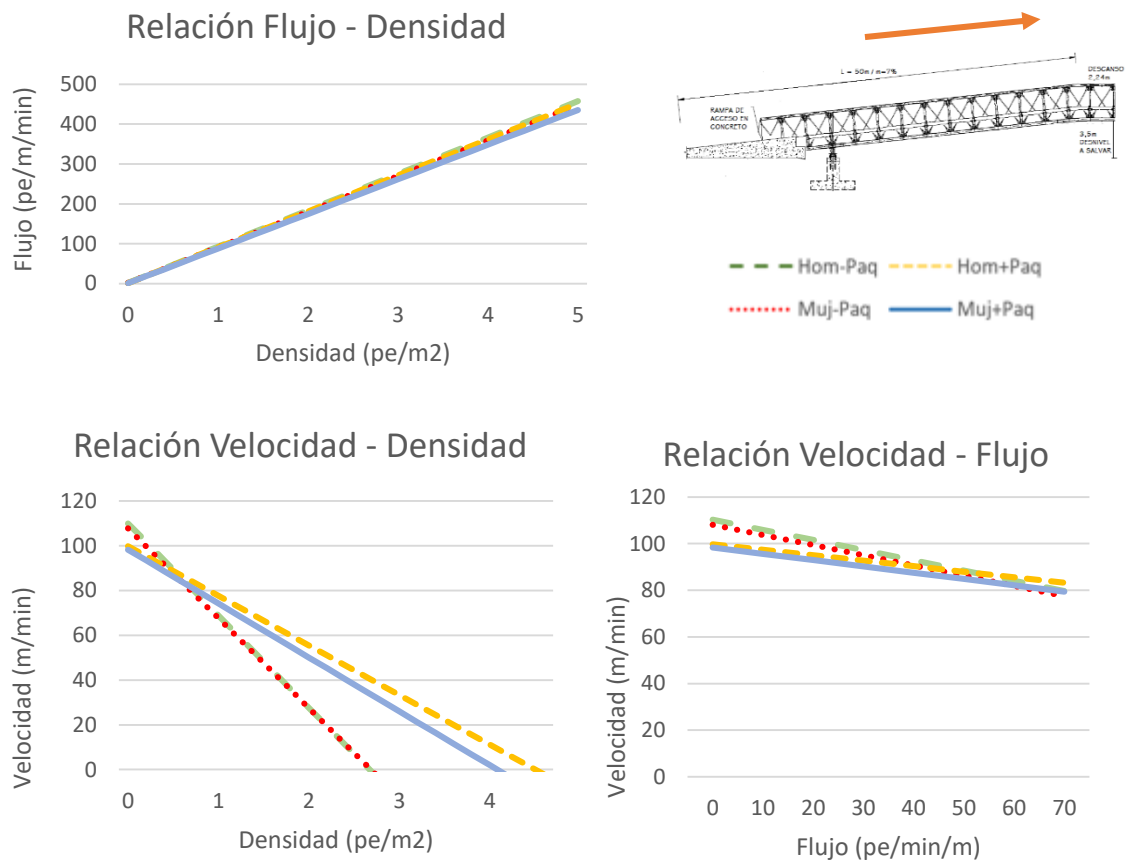 Relación Flujo - Densidad
Flujo (pe/m/min)
500
400
300
200
100
0
0 1 2 3 4 5
Densidad (pe/m2)
L = 50m / m=7%
DESCANSO
2,24m
RAMPA DE
ACCESO EN
CONCRETO
3,5m
DESNIVEL
A SALVAR
Hom-Paq Hom+Paq
Muj-Paq Muj+Paq
Relación Velocidad - Densidad
Velocidad (m/min)
120
100
80
60
40
20
0
0 1 2 3 4
Densidad (pe/m2)
Relación Velocidad - Flujo
Velocidad (m/min)
120
100
80
60
40
20
0
0 10 20 30 40 50 60 70
Flujo (pe/min/m)